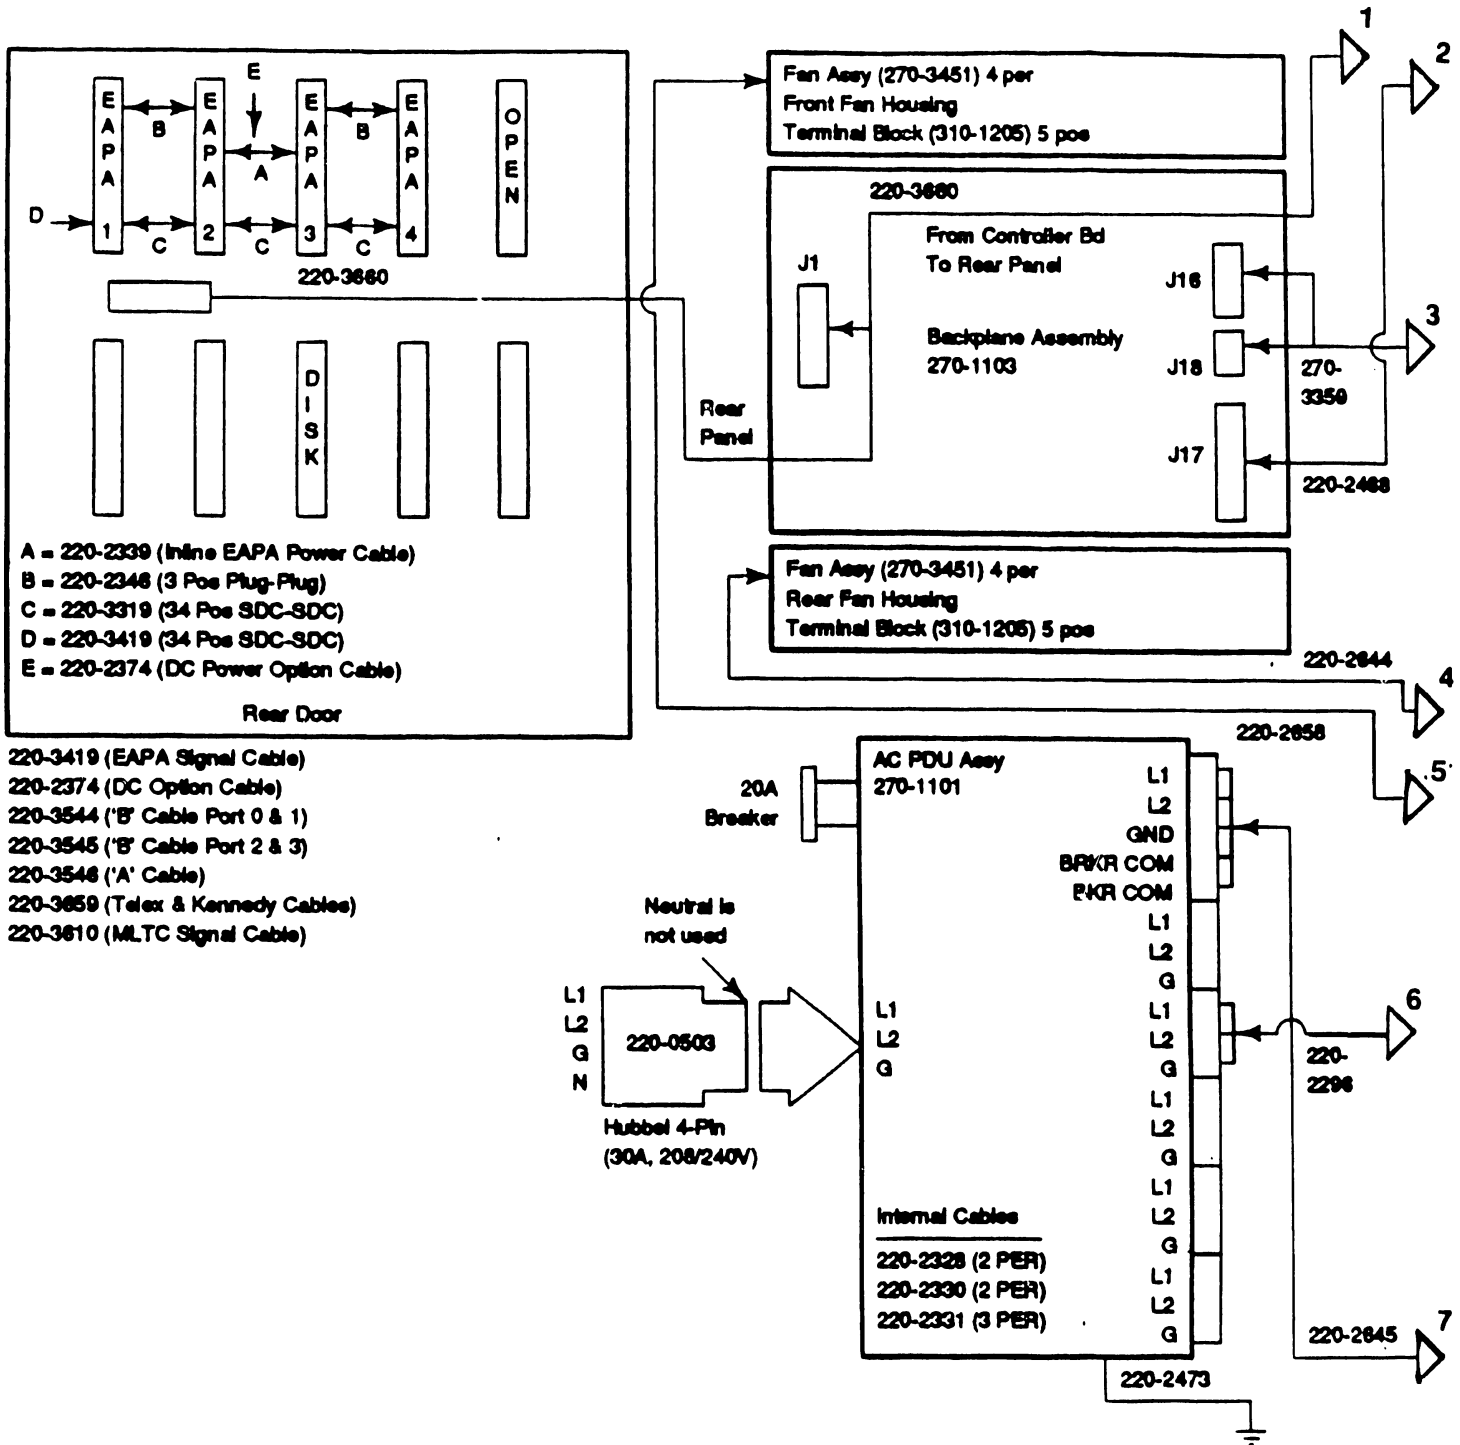 1
2
Fan Assy (270-3451) 4 per
Front Fan Housing
Terminal Block (310-1205) 5 pos
E
EAPA 1
EAPA 2
EAPA 3
EAPA 4
OPEN
B
B
A
D
C
C
C
220-3660
DISK
220-3660
From Controller Bd
To Rear Panel
J1
J16
Backplane Assembly
270-1103
J18
3
270-
3359
Rear
Panel
J17
220-2468
A = 220-2339 (Inline EAPA Power Cable)
B = 220-2346 (3 Pos Plug-Plug)
C = 220-3319 (34 Pos SDC-SDC)
D = 220-3419 (34 Pos SDC-SDC)
E = 220-2374 (DC Power Option Cable)
Rear Door
Fan Assy (270-3451) 4 per
Rear Fan Housing
Terminal Block (310-1205) 5 pos
220-2644
4
220-2658
5
220-3419 (EAPA Signal Cable)
220-2374 (DC Option Cable)
220-3544 ('B' Cable Port 0 & 1)
220-3545 ('B' Cable Port 2 & 3)
220-3546 ('A' Cable)
220-3659 (Telex & Kennedy Cables)
220-3610 (MLTC Signal Cable)
20A
Breaker
AC PDU Assy
270-1101
L1
L2
GND
BRKR COM
BKR COM
L1
L2
G
L1
L2
G
L1
L2
G
L1
L2
G
L1
L2
G
Neutral is
not used
L1
L2
G
N
220-0503
L1
L2
G
Hubbel 4-Pin
(30A, 208/240V)
6
220-
2296
Internal Cables
220-2328 (2 PER)
220-2330 (2 PER)
220-2331 (3 PER)
220-2645
7
220-2473